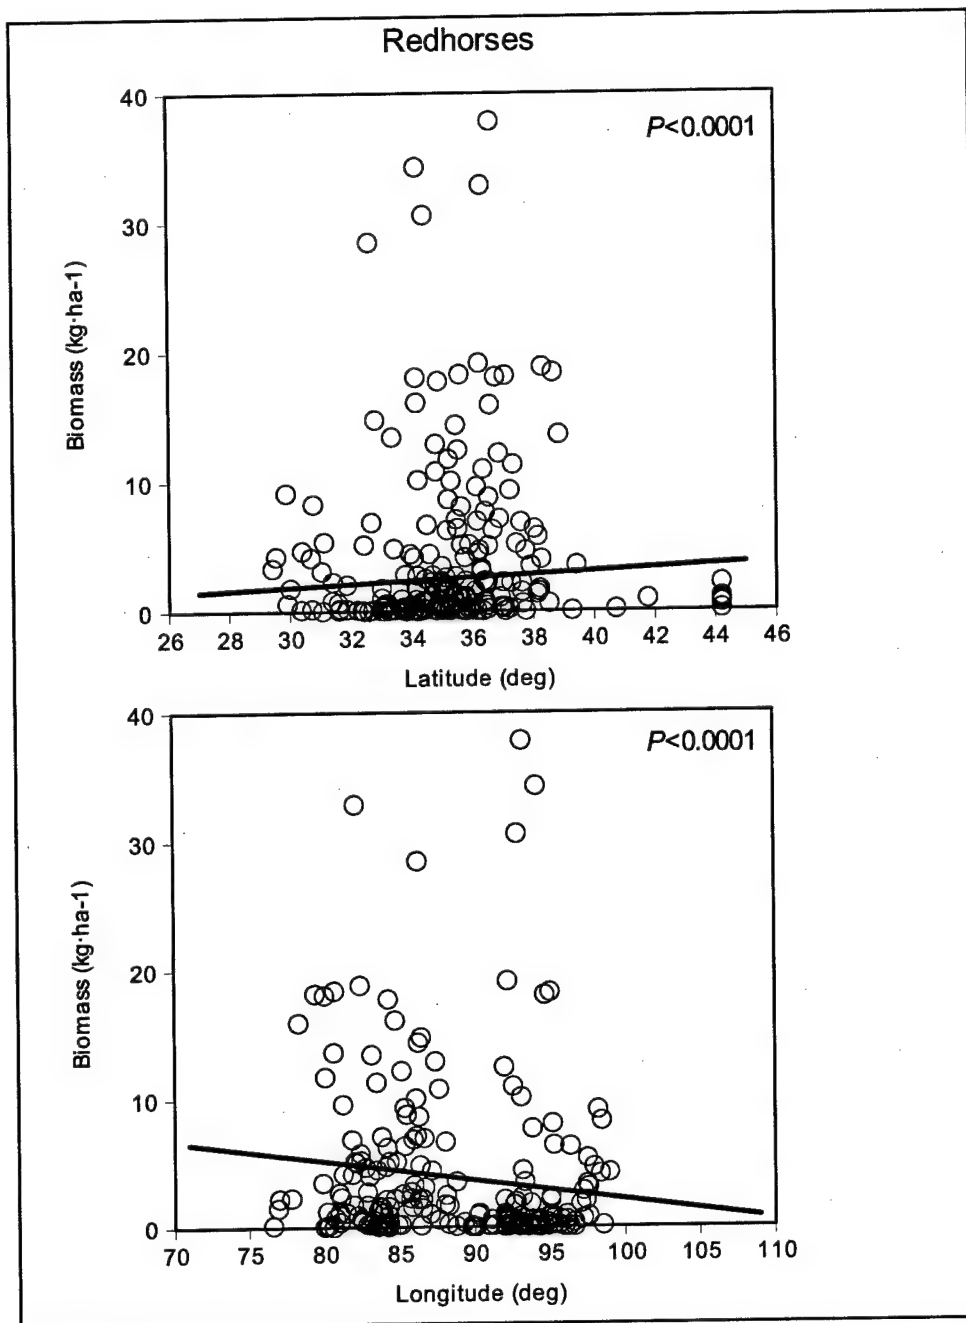 Redhorses
P<0.0001
40
30
20
10
0
Biomass (kg·ha-1)
26 28 30 32 34 36 38 40 42 44 46
Latitude (deg)
P<0.0001
40
30
20
10
0
Biomass (kg·ha-1)
70 75 80 85 90 95 100 105 110
Longitude (deg)